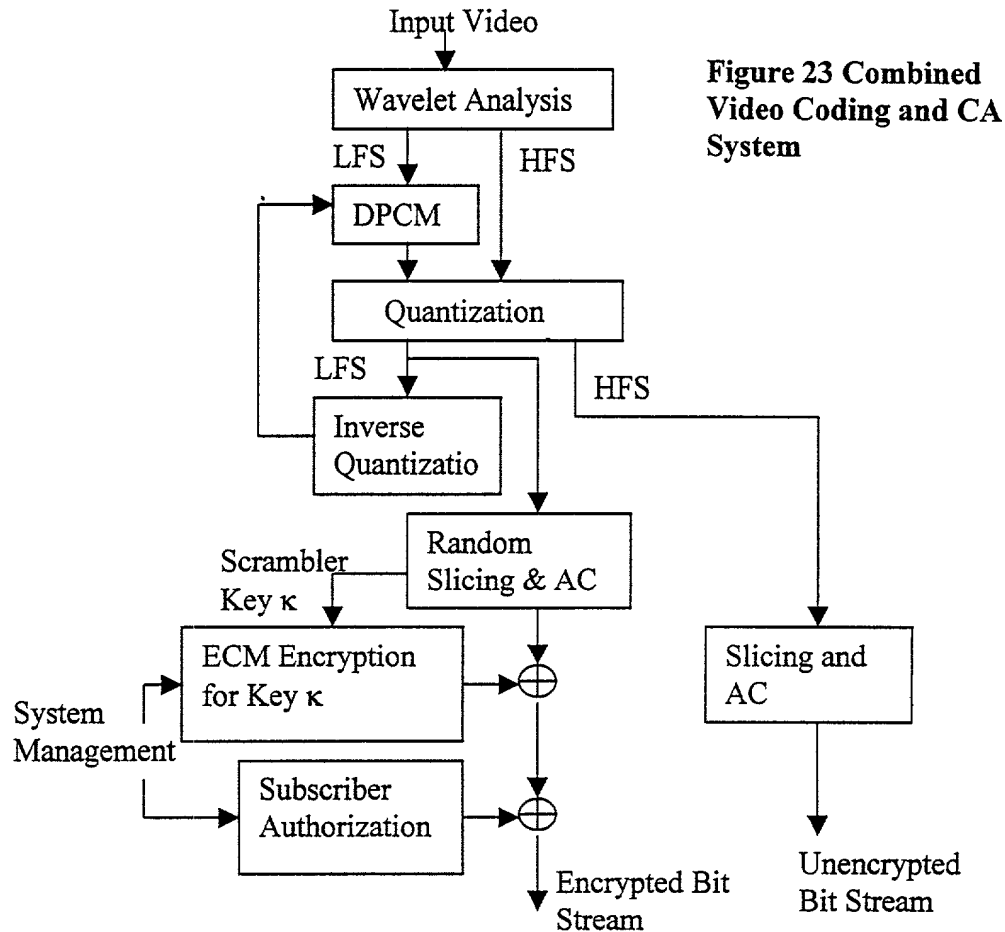 Input Video
Figure 23 Combined
Video Coding and CA
System
Wavelet Analysis
LFS
HFS
DPCM
Quantization
LFS
HFS
Inverse
Quantizatio
Random
Slicing & AC
Scrambler
Key κ
ECM Encryption
for Key κ
Slicing and
AC
System
Management
Subscriber
Authorization
Encrypted Bit
Stream
Unencrypted
Bit Stream